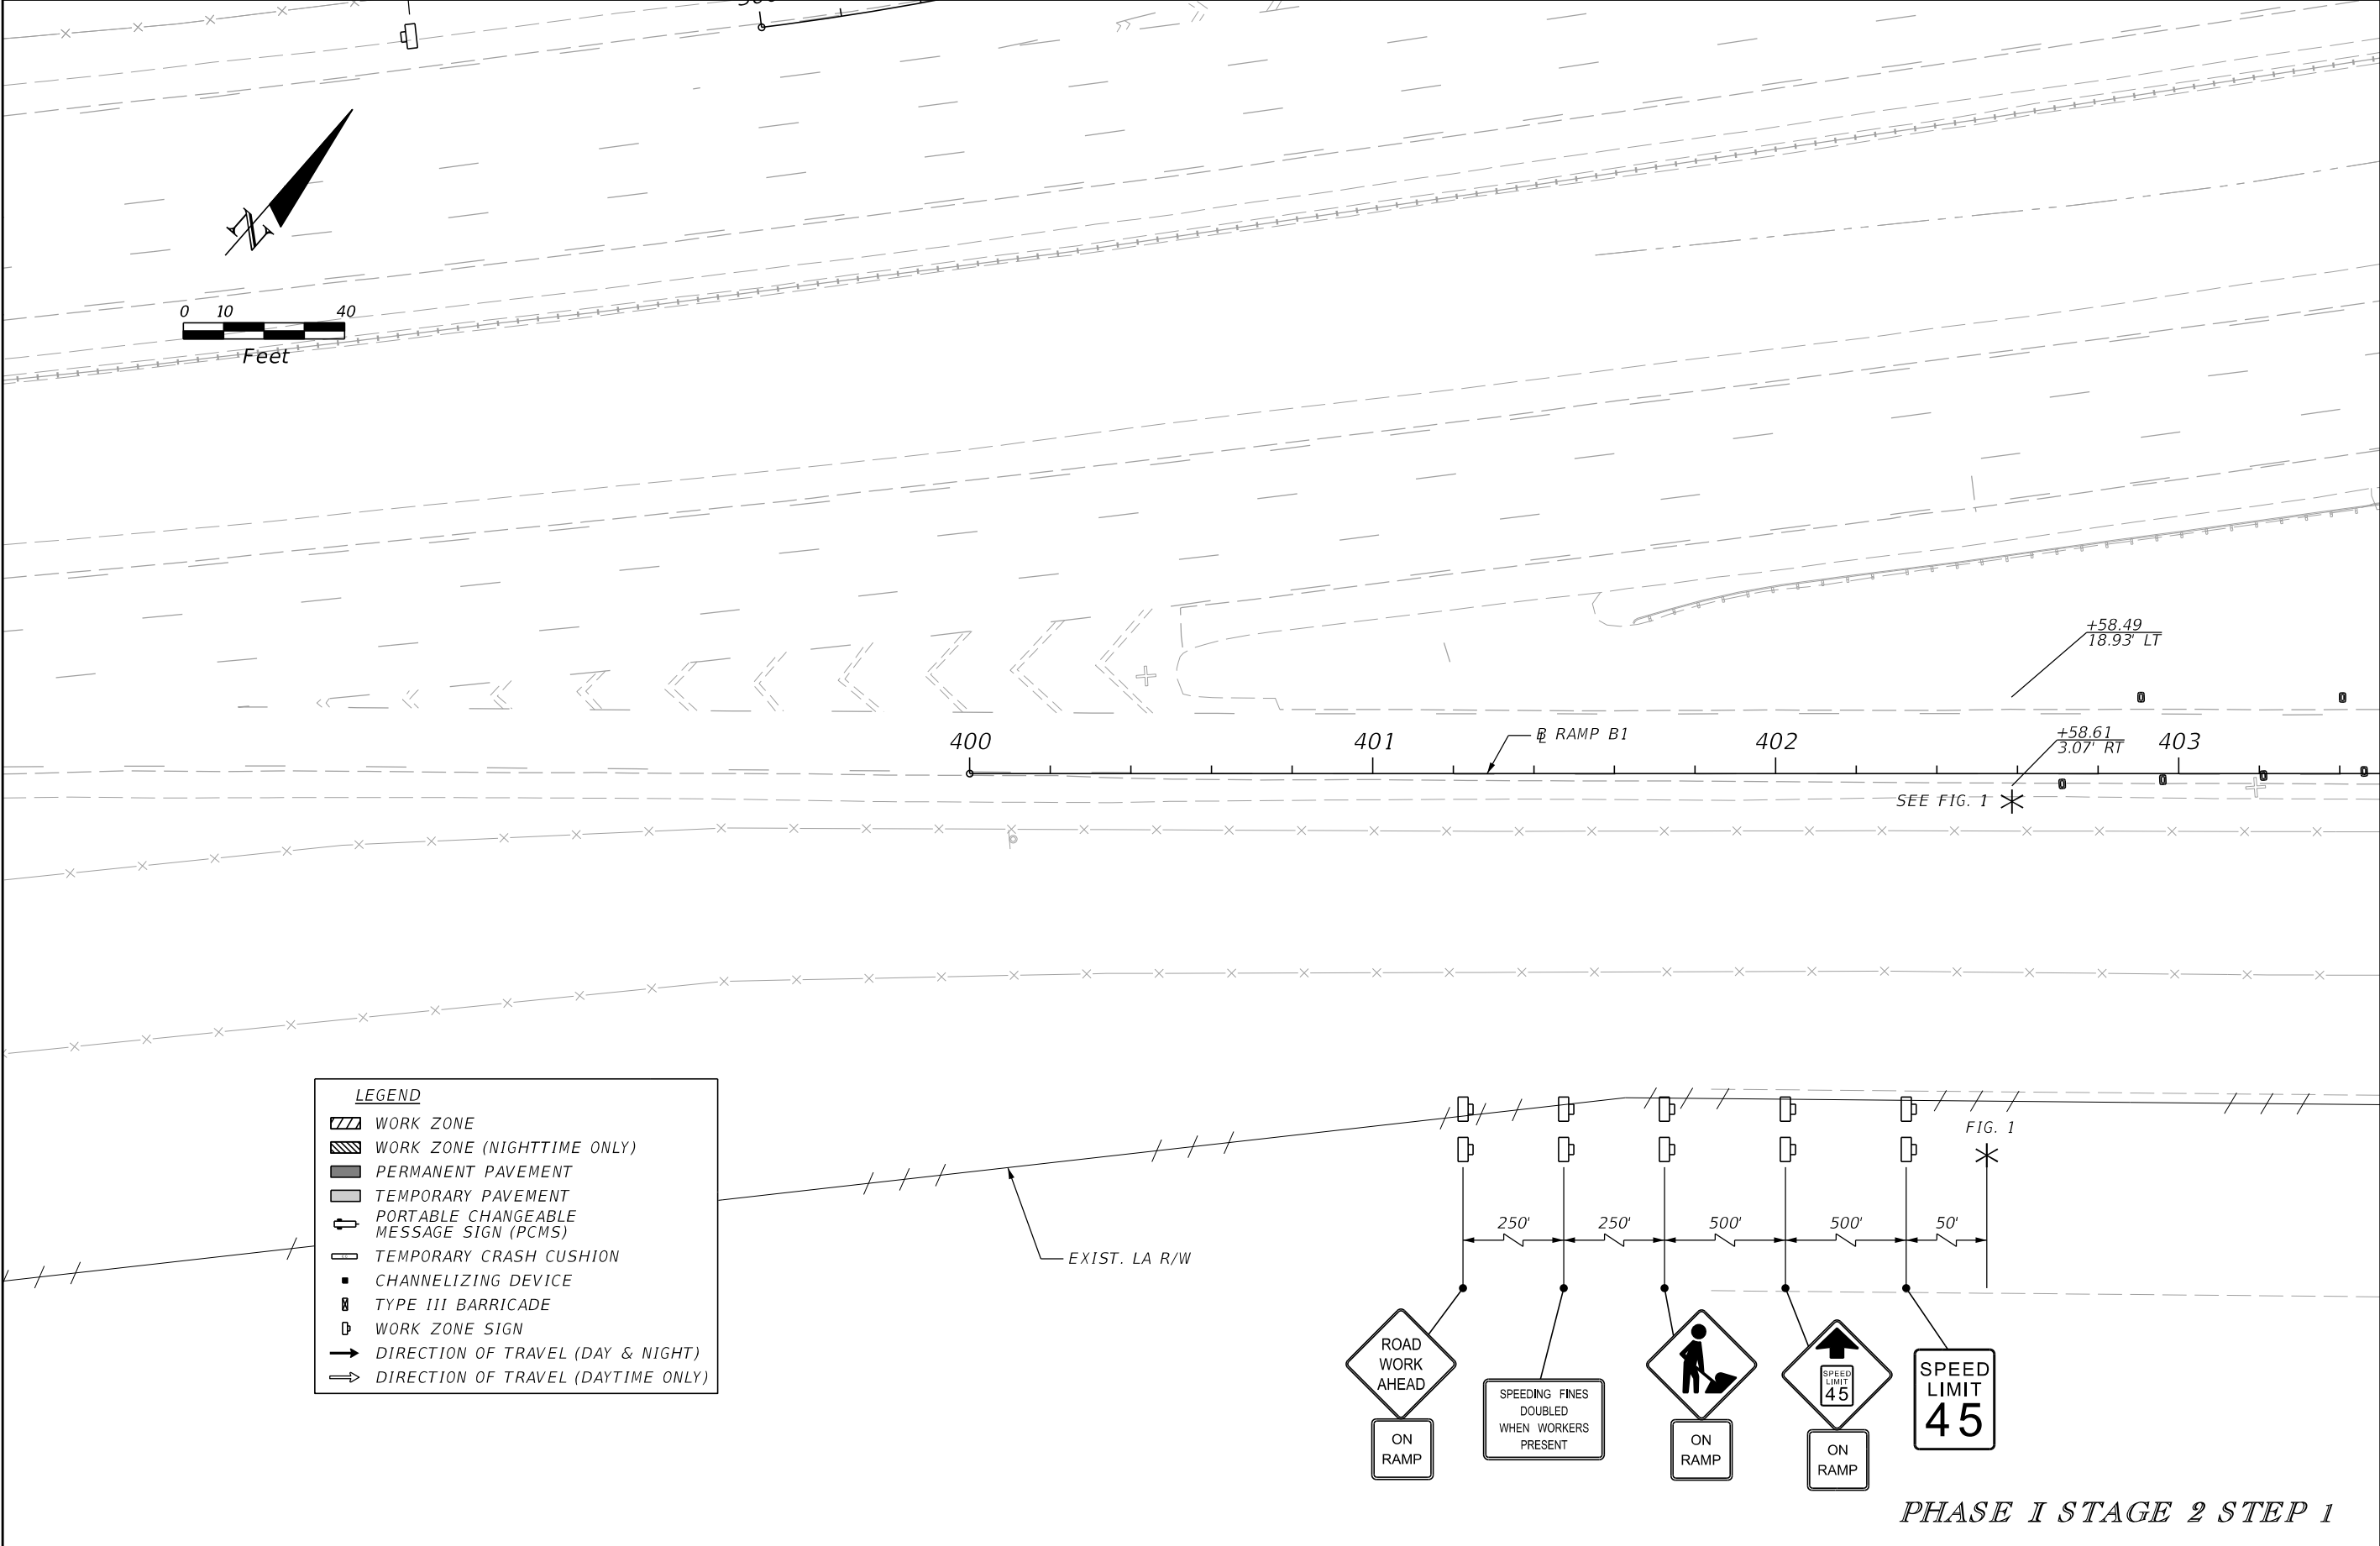 N
0 10 40
Feet
+58.49
18.93' LT
400 401 402 403
RAMP B1
+58.61
3.07' RT
SEE FIG. 1
LEGEND
WORK ZONE
WORK ZONE (NIGHTTIME ONLY)
PERMANENT PAVEMENT
TEMPORARY PAVEMENT
PORTABLE CHANGEABLE
MESSAGE SIGN (PCMS)
TEMPORARY CRASH CUSHION
CHANNELIZING DEVICE
TYPE III BARRICADE
WORK ZONE SIGN
DIRECTION OF TRAVEL (DAY & NIGHT)
DIRECTION OF TRAVEL (DAYTIME ONLY)
EXIST. LA R/W
FIG. 1
250' 250' 500' 500' 50'
ROAD
WORK
AHEAD
ON
RAMP
SPEEDING FINES
DOUBLED
WHEN WORKERS
PRESENT
ON
RAMP
SPEED
LIMIT
45
ON
RAMP
SPEED
LIMIT
45
PHASE I STAGE 2 STEP 1